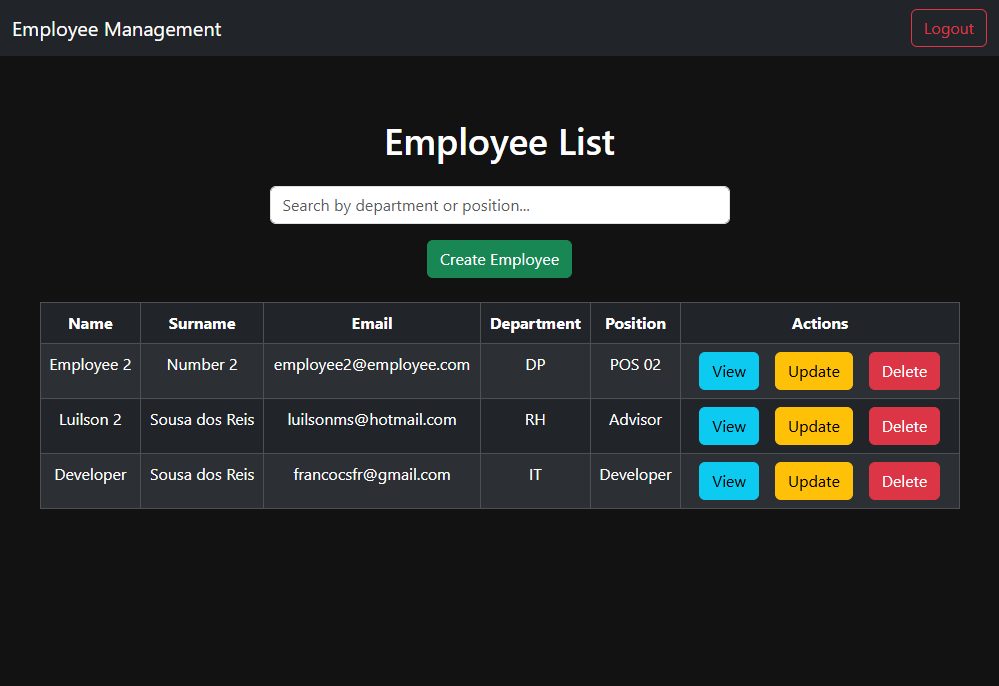 Employee Management Logout
Employee List
Search by department or position...
Create Employee
Name Surname Email Department Position Actions
Employee 2 Number 2 employee2@employee.com DP POS 02 View Update Delete
Luilson 2 Sousa dos Reis luilsonms@hotmail.com RH Advisor View Update Delete
Developer Sousa dos Reis francocsfr@gmail.com IT Developer View Update Delete